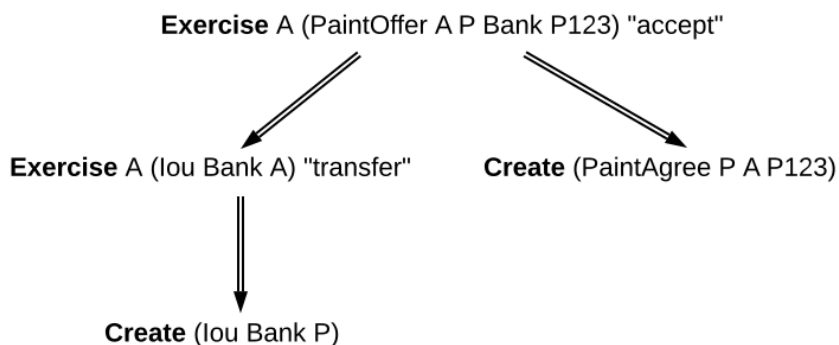 Exercise A (PaintOffer A P Bank P123) "accept"
Exercise A (Iou Bank A) "transfer"
Create (PaintAgree P A P123)
Create (Iou Bank P)